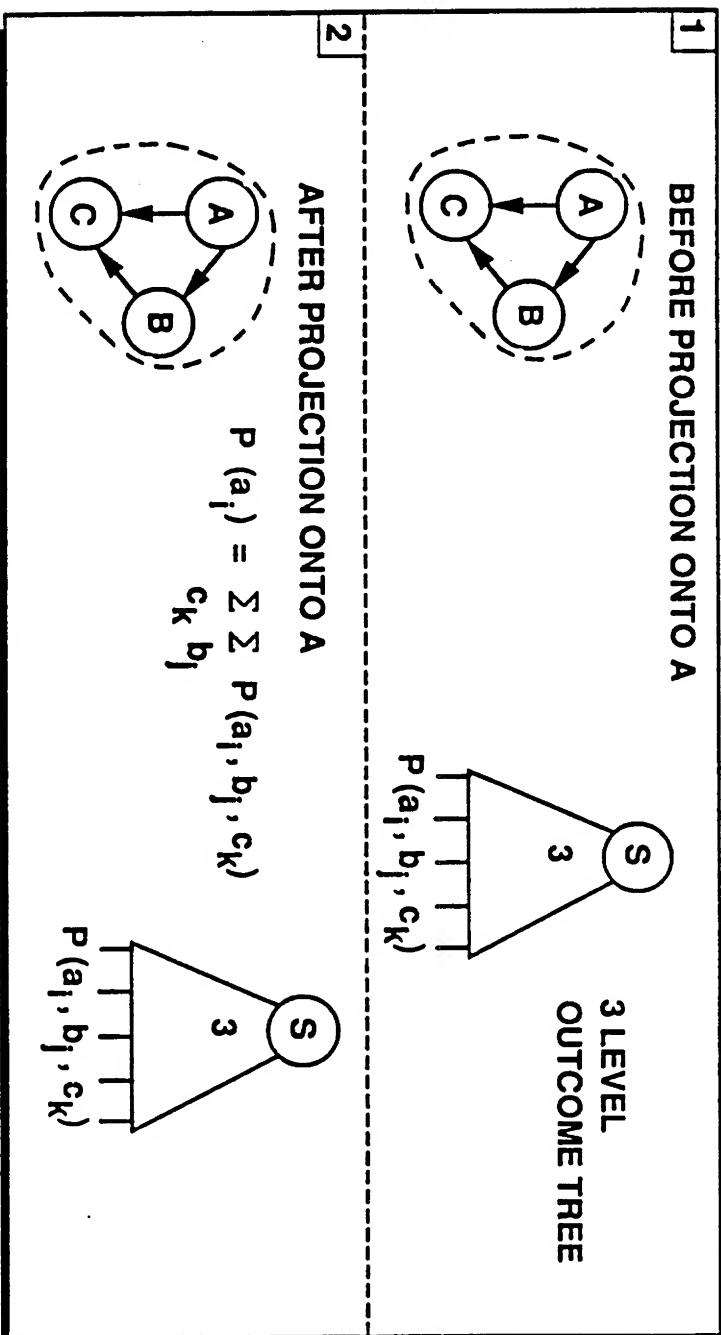 1
BEFORE PROJECTION ONTO A
A
B
C
S
3
P (a_i, b_j, c_k)
3 LEVEL
OUTCOME TREE
2
AFTER PROJECTION ONTO A
A
B
C
P (a_i) = Σ Σ P (a_i, b_j, c_k)
c_k b_j
S
3
P (a_i, b_j, c_k)